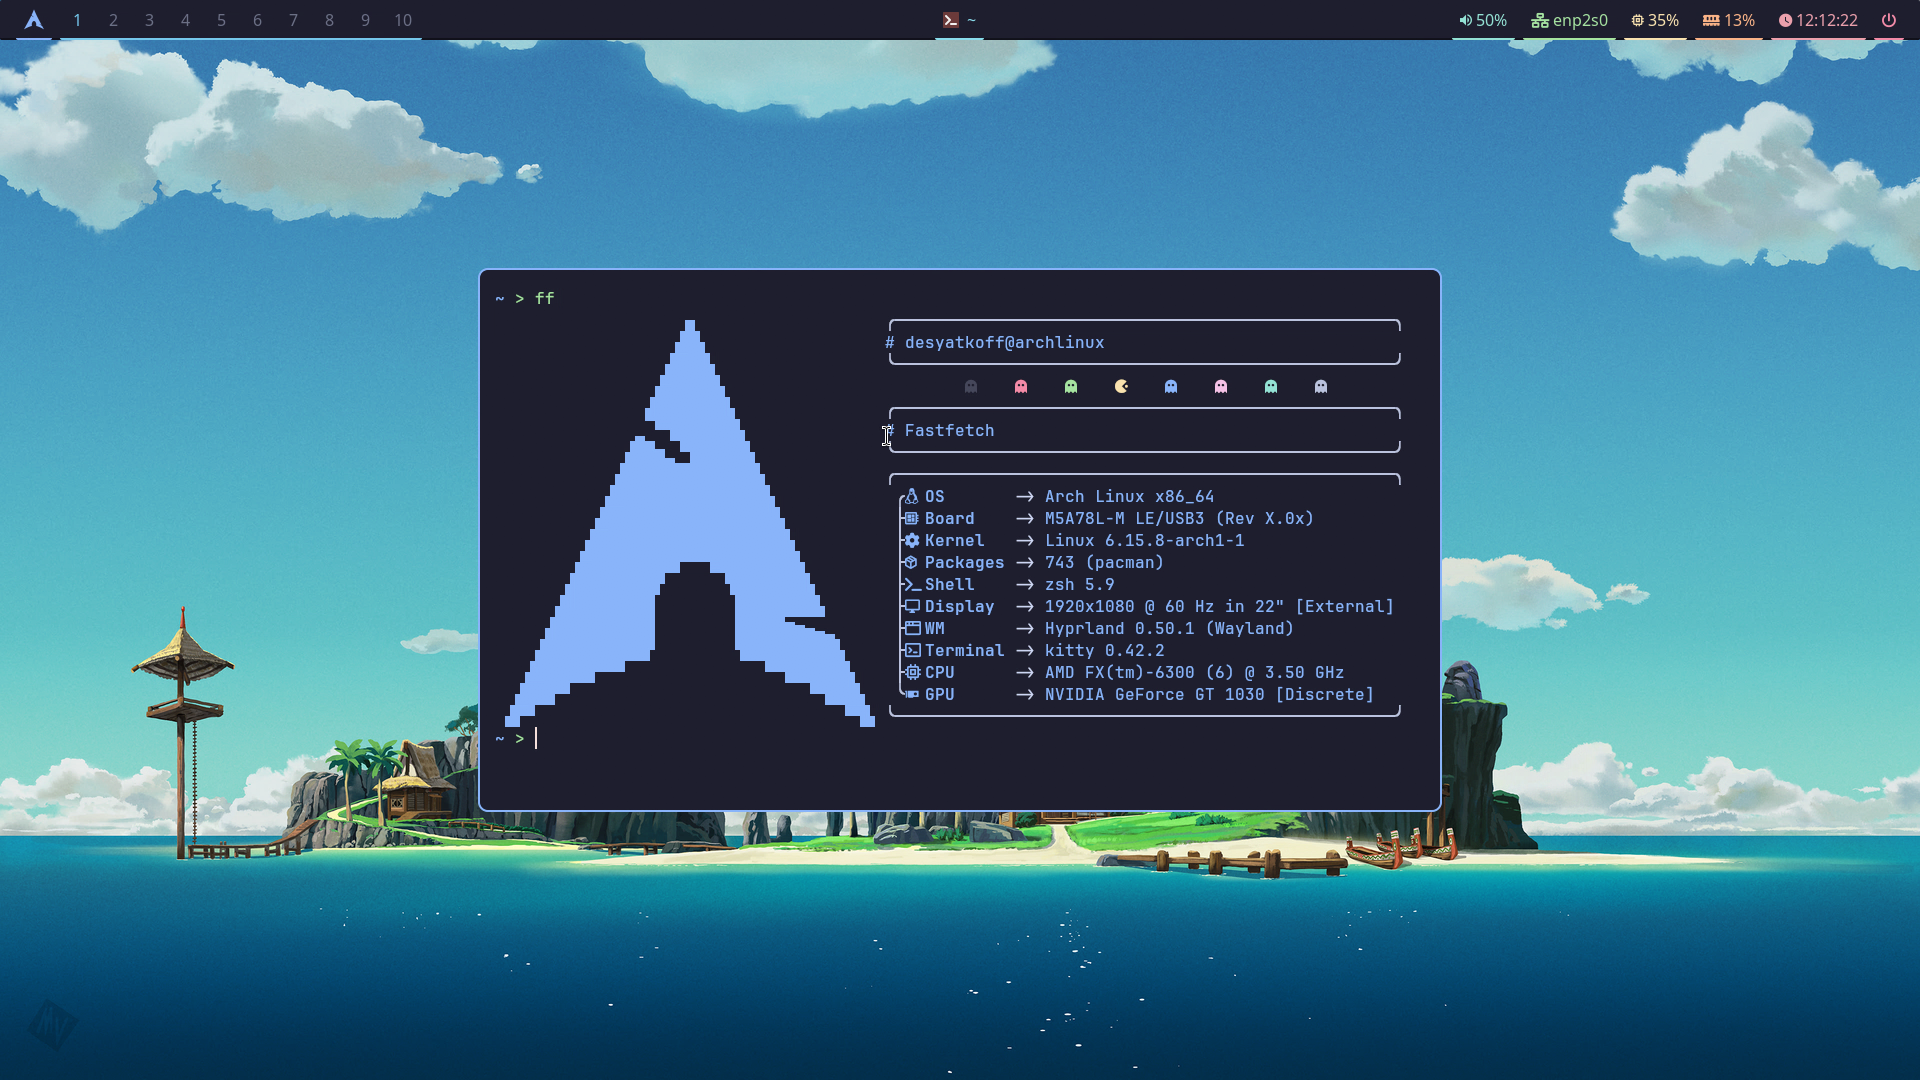 1 2 3 4 5 6 7 8 9 10 ~ 50% enp2s0 35% 13% 12:12:22
~ > ff
# desyatkoff@archlinux
# Fastfetch
OS → Arch Linux x86_64
Board → M5A78L-M LE/USB3 (Rev X.0x)
Kernel → Linux 6.15.8-arch1-1
Packages → 743 (pacman)
Shell → zsh 5.9
Display → 1920x1080 @ 60 Hz in 22" [External]
WM → Hyprland 0.50.1 (Wayland)
Terminal → kitty 0.42.2
CPU → AMD FX(tm)-6300 (6) @ 3.50 GHz
GPU → NVIDIA GeForce GT 1030 [Discrete]
~ >